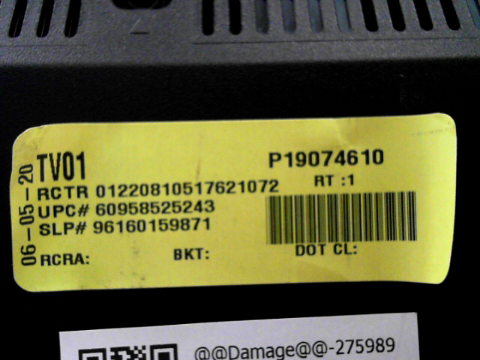 06-05-20
TV01
P19074610
RCTR 01220810517621072
RT :1
UPC# 60958525243
SLP# 96160159871
RCRA:
BKT:
DOT CL:
@@Damage@@-275989